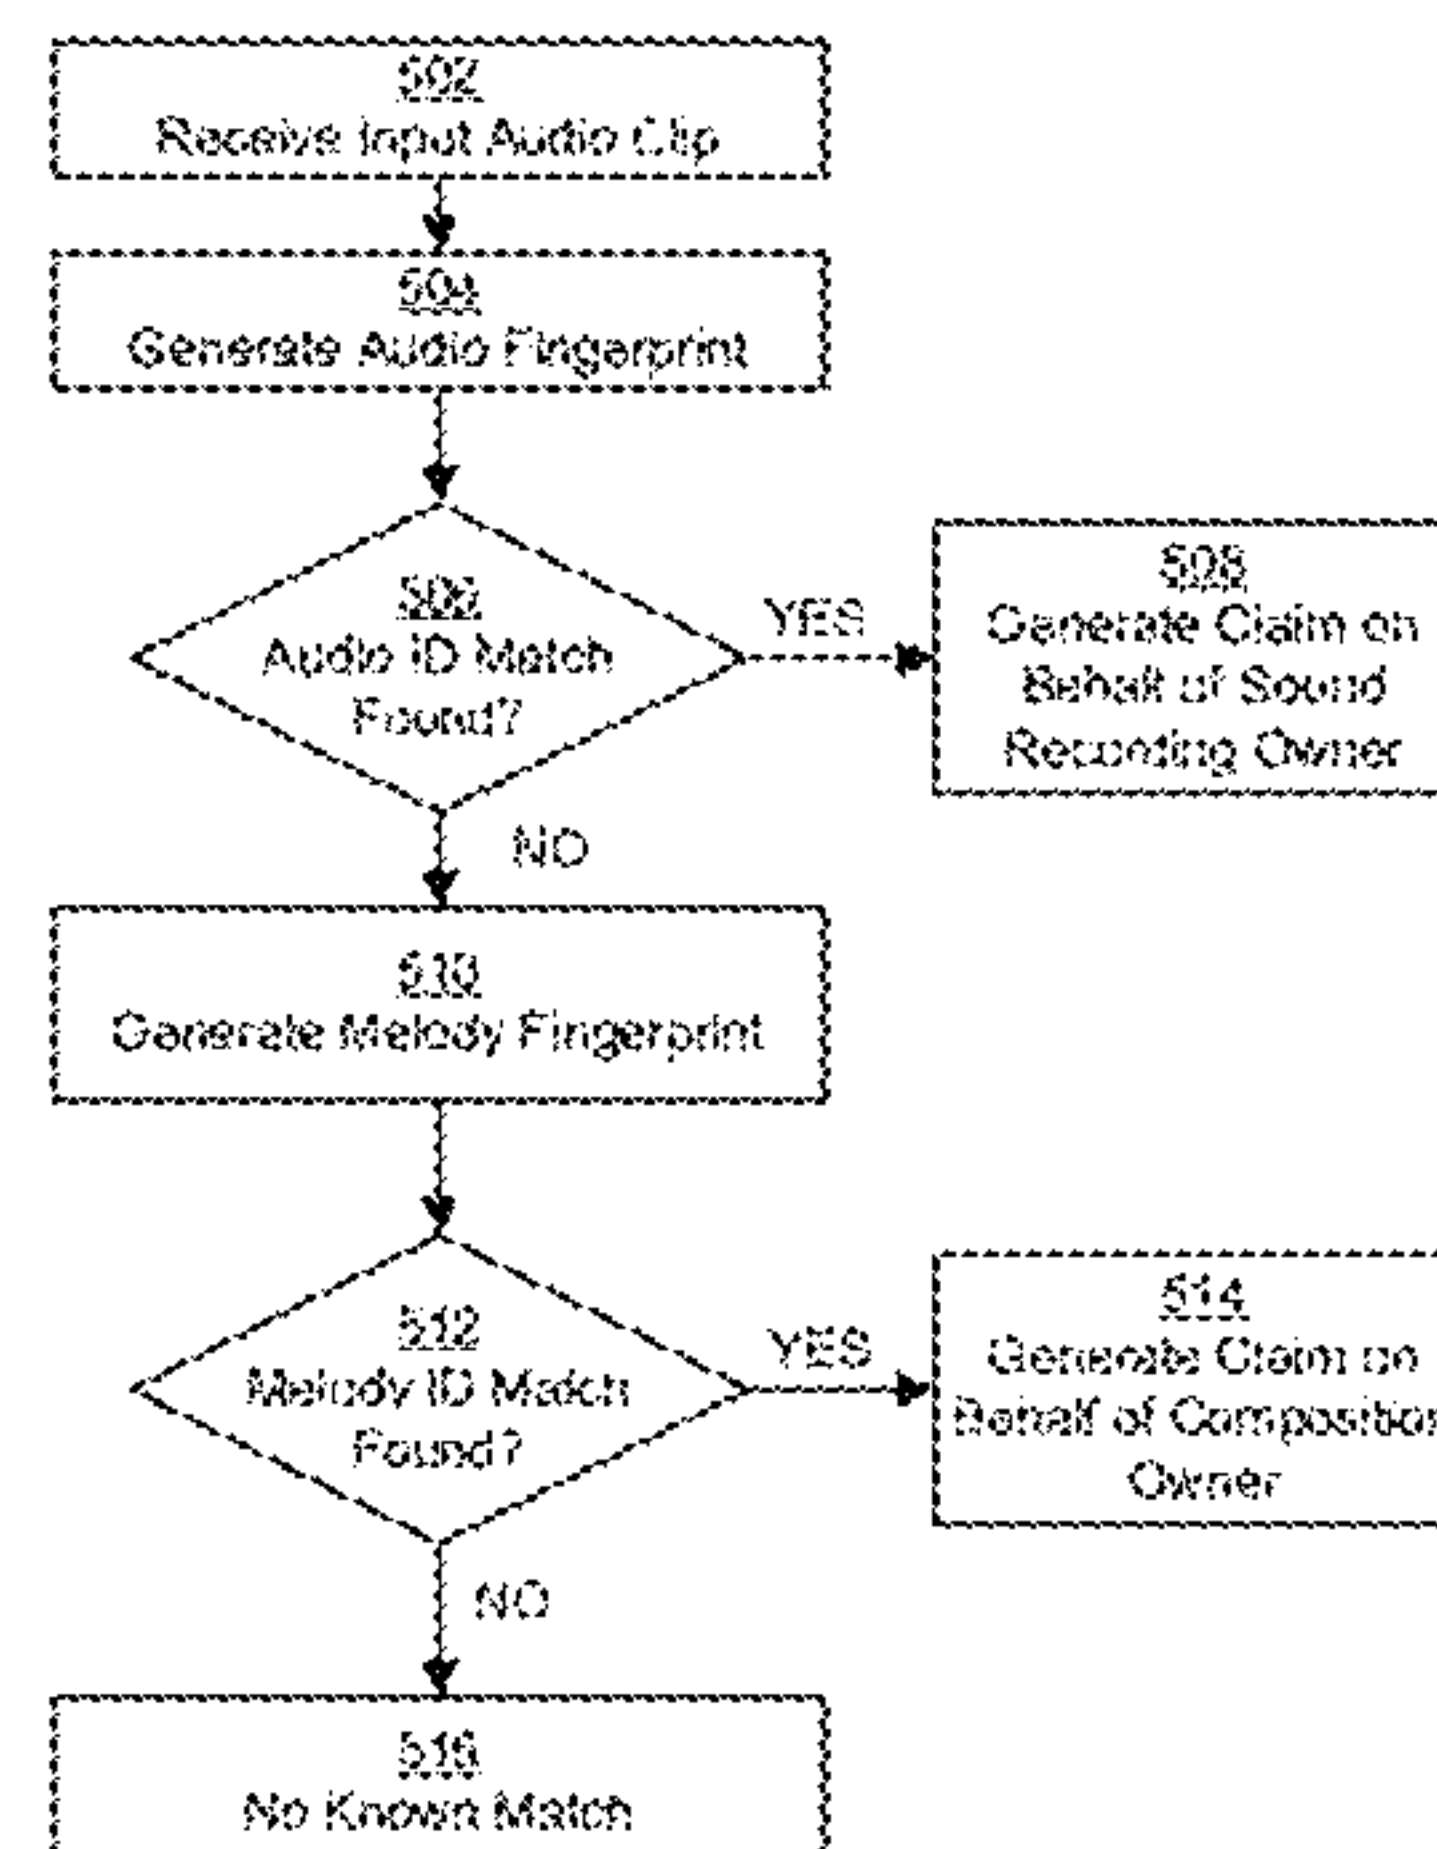 502
Receive Input Audio Clip
504
Generate Audio Fingerprint
506
Audio ID Match
Found?
YES
508
Generate Claim on
Behalf of Sound
Recording Owner
NO
510
Generate Melody Fingerprint
512
Melody ID Match
Found?
YES
514
Generate Claim on
Behalf of Composition
Owner
NO
516
No Known Match